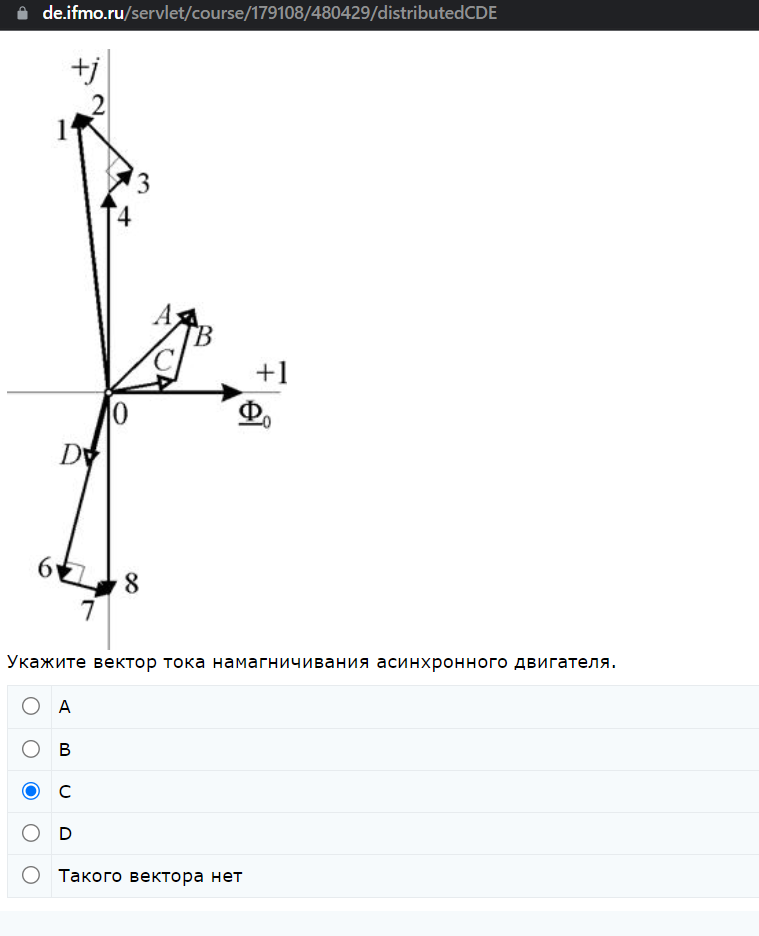 de.ifmo.ru/servlet/course/179108/480429/distributedCDE
+j
2
1
3
4
A
B
C
+1
0
Ф₀
D
6
8
7
Укажите вектор тока намагничивания асинхронного двигателя.
A
B
C
D
Такого вектора нет